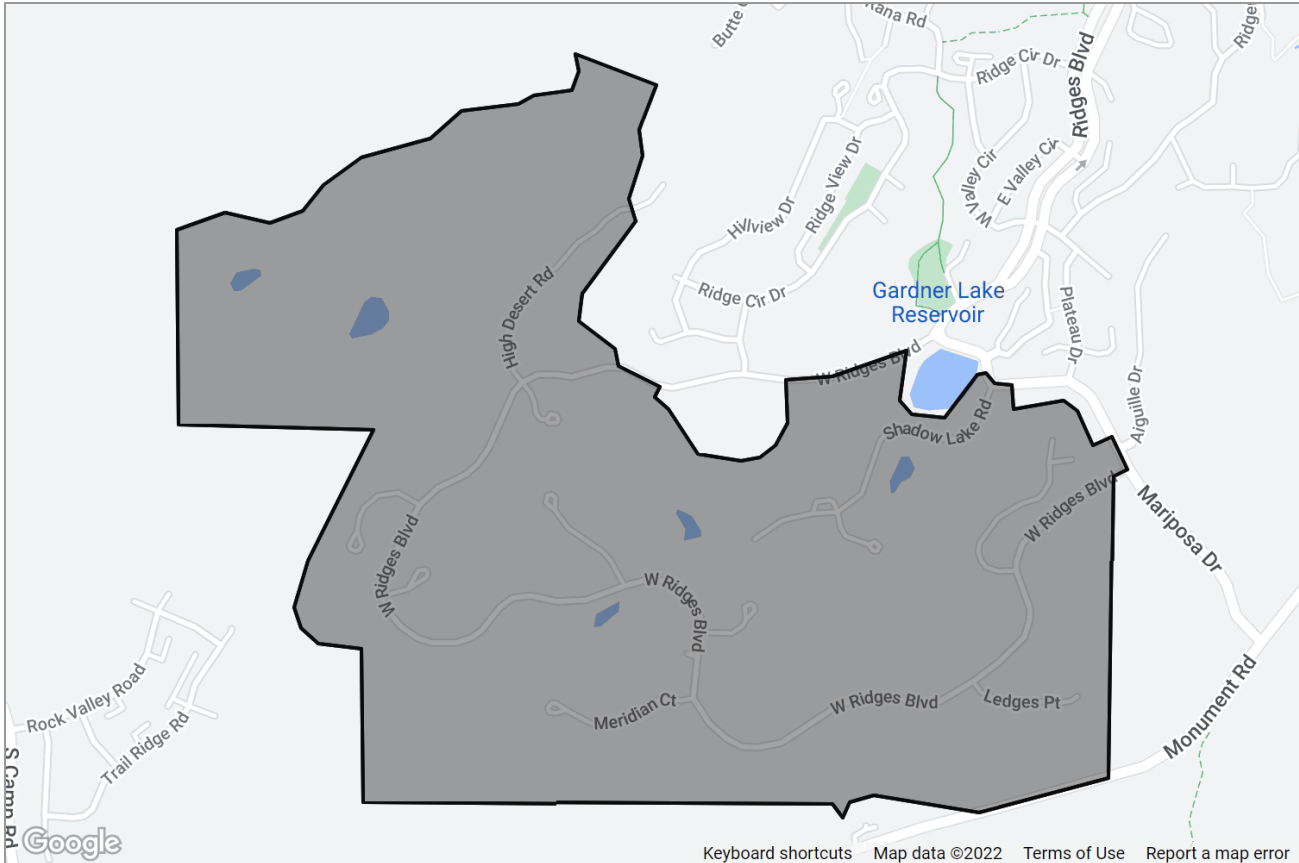 Butte
Kana Rd
Ridges Blvd
Ridge Cir Dr
Ridge
Ridge View Dr
Hillview Dr
W Valley Cir
E Valley Cir
Ridge Cir Dr
Gardner Lake
Reservoir
Plateau Dr
Aiguille Dr
High Desert Rd
W Ridges Blvd
Shadow Lake Rd
W Ridges Blvd
Mariposa Dr
W Ridges Blvd
W Ridges Blvd
Meridian Ct
W Ridges Blvd
Ledges Pt
Monument Rd
Rock Valley Road
Trail Ridge Rd
S Camp Rd
Google
Keyboard shortcuts Map data ©2022 Terms of Use Report a map error